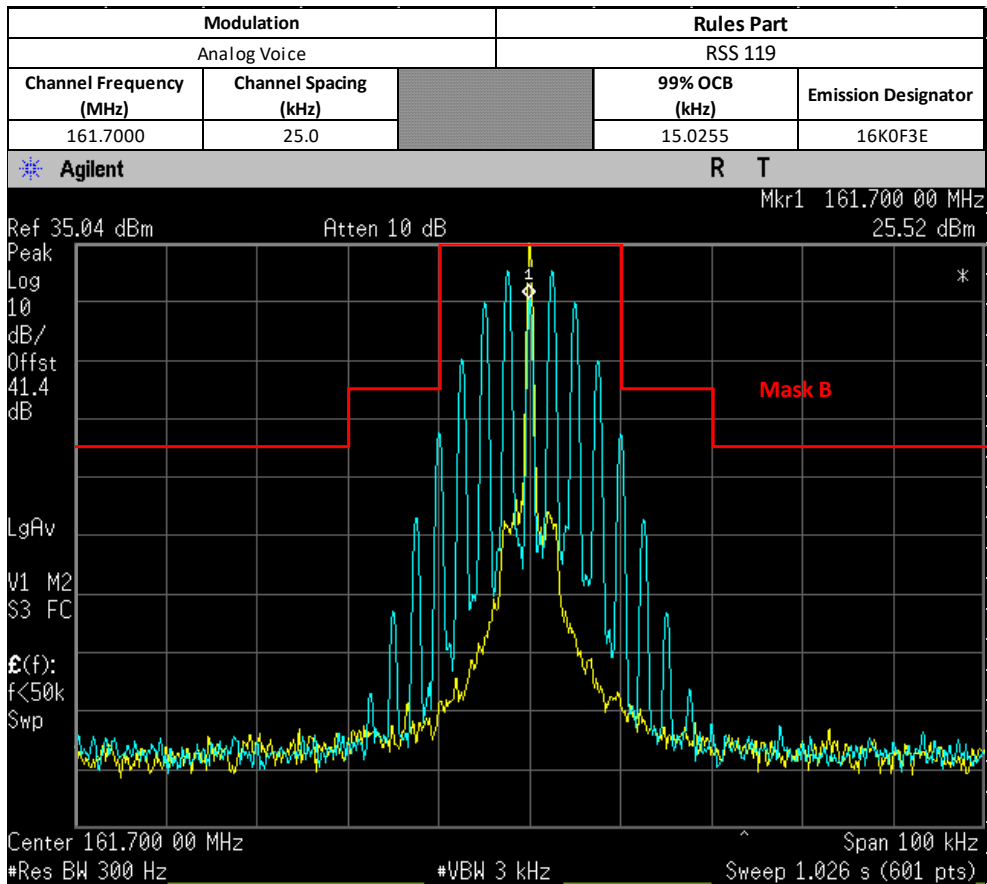 Modulation Rules Part
Analog Voice RSS 119
Channel Frequency (MHz) Channel Spacing (kHz) 99% OCB (kHz) Emission Designator
161.7000 25.0 15.0255 16K0F3E
Agilent R T
Mkr1 161.700 00 MHz
Ref 35.04 dBm Atten 10 dB 25.52 dBm
Peak
Log
10
dB/
Offst
41.4
dB
1
*
Mask B
LgAv
V1 M2
S3 FC
£(f):
f<50k
Swp
Center 161.700 00 MHz ^ Span 100 kHz
#Res BW 300 Hz #VBW 3 kHz Sweep 1.026 s (601 pts)